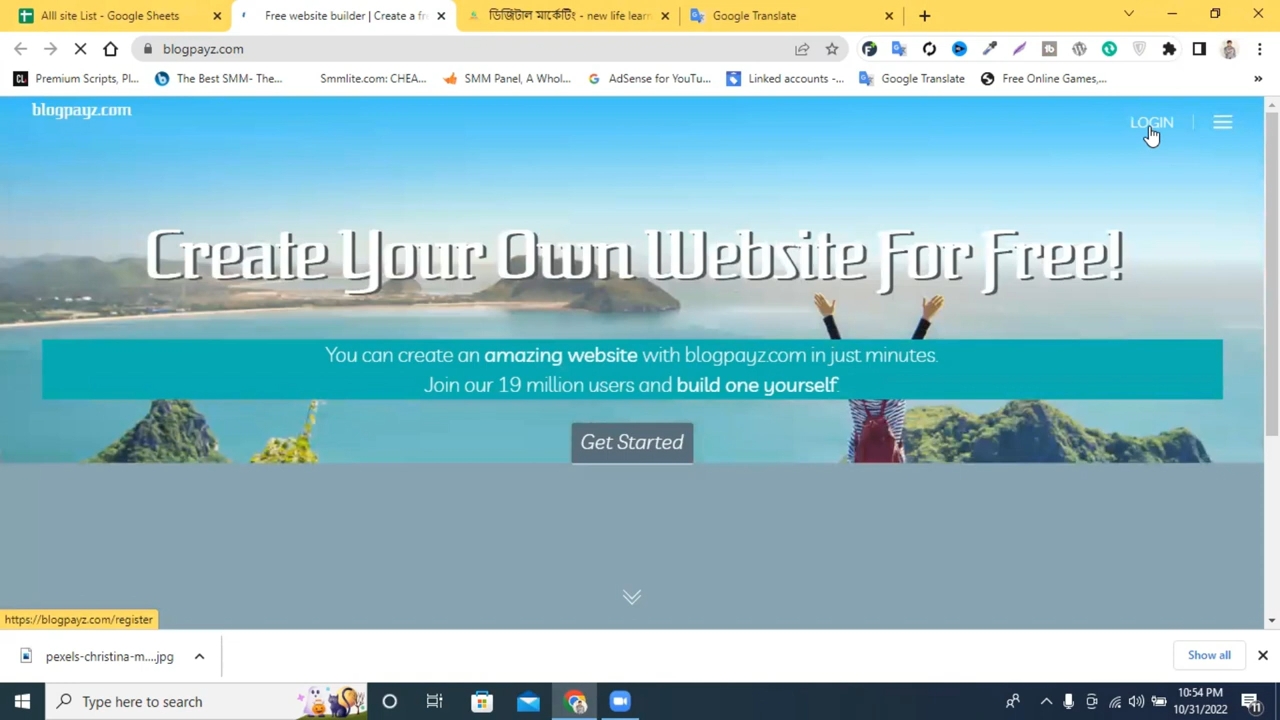 Alll site List - Google Sheets
Free website builder | Create a fr
ডিজিটাল মার্কেটিং - new life learn
Google Translate
blogpayz.com
CL
Premium Scripts, Pl...
The Best SMM- The...
Smmlite.com: CHEA...
SMM Panel, A Whol...
AdSense for YouTu...
Linked accounts -...
Google Translate
Free Online Games,...
»
blogpayz.com
LOGIN
Create Your Own Website For Free!
You can create an amazing website with blogpayz.com in just minutes.
Join our 19 million users and build one yourself.
Get Started
https://blogpayz.com/register
pexels-christina-m....jpg
Show all
Type here to search
10:54 PM
10/31/2022
11